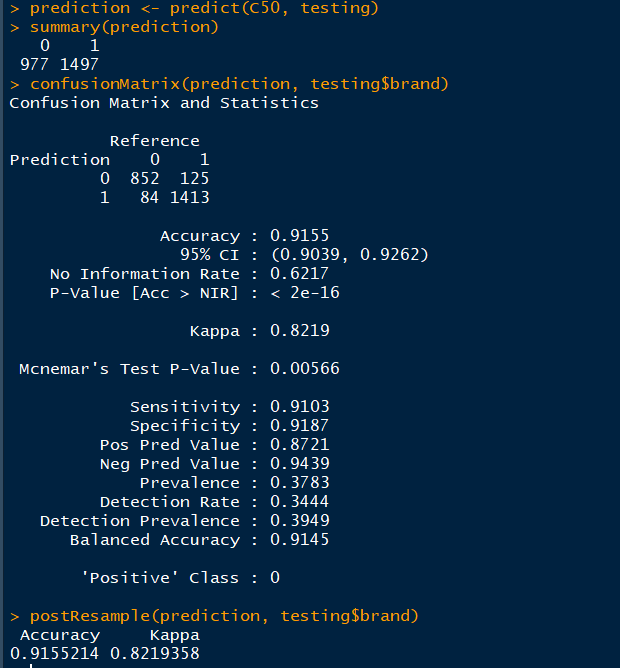 > prediction <- predict(C50, testing)
> summary(prediction)
   0    1
 977 1497
> confusionMatrix(prediction, testing$brand)
Confusion Matrix and Statistics

          Reference
Prediction    0    1
         0  852  125
         1   84 1413

               Accuracy : 0.9155
                 95% CI : (0.9039, 0.9262)
    No Information Rate : 0.6217
    P-Value [Acc > NIR] : < 2e-16

                  Kappa : 0.8219

 Mcnemar's Test P-Value : 0.00566

            Sensitivity : 0.9103
            Specificity : 0.9187
         Pos Pred Value : 0.8721
         Neg Pred Value : 0.9439
             Prevalence : 0.3783
         Detection Rate : 0.3444
   Detection Prevalence : 0.3949
      Balanced Accuracy : 0.9145

       'Positive' Class : 0

> postResample(prediction, testing$brand)
 Accuracy     Kappa
0.9155214 0.8219358